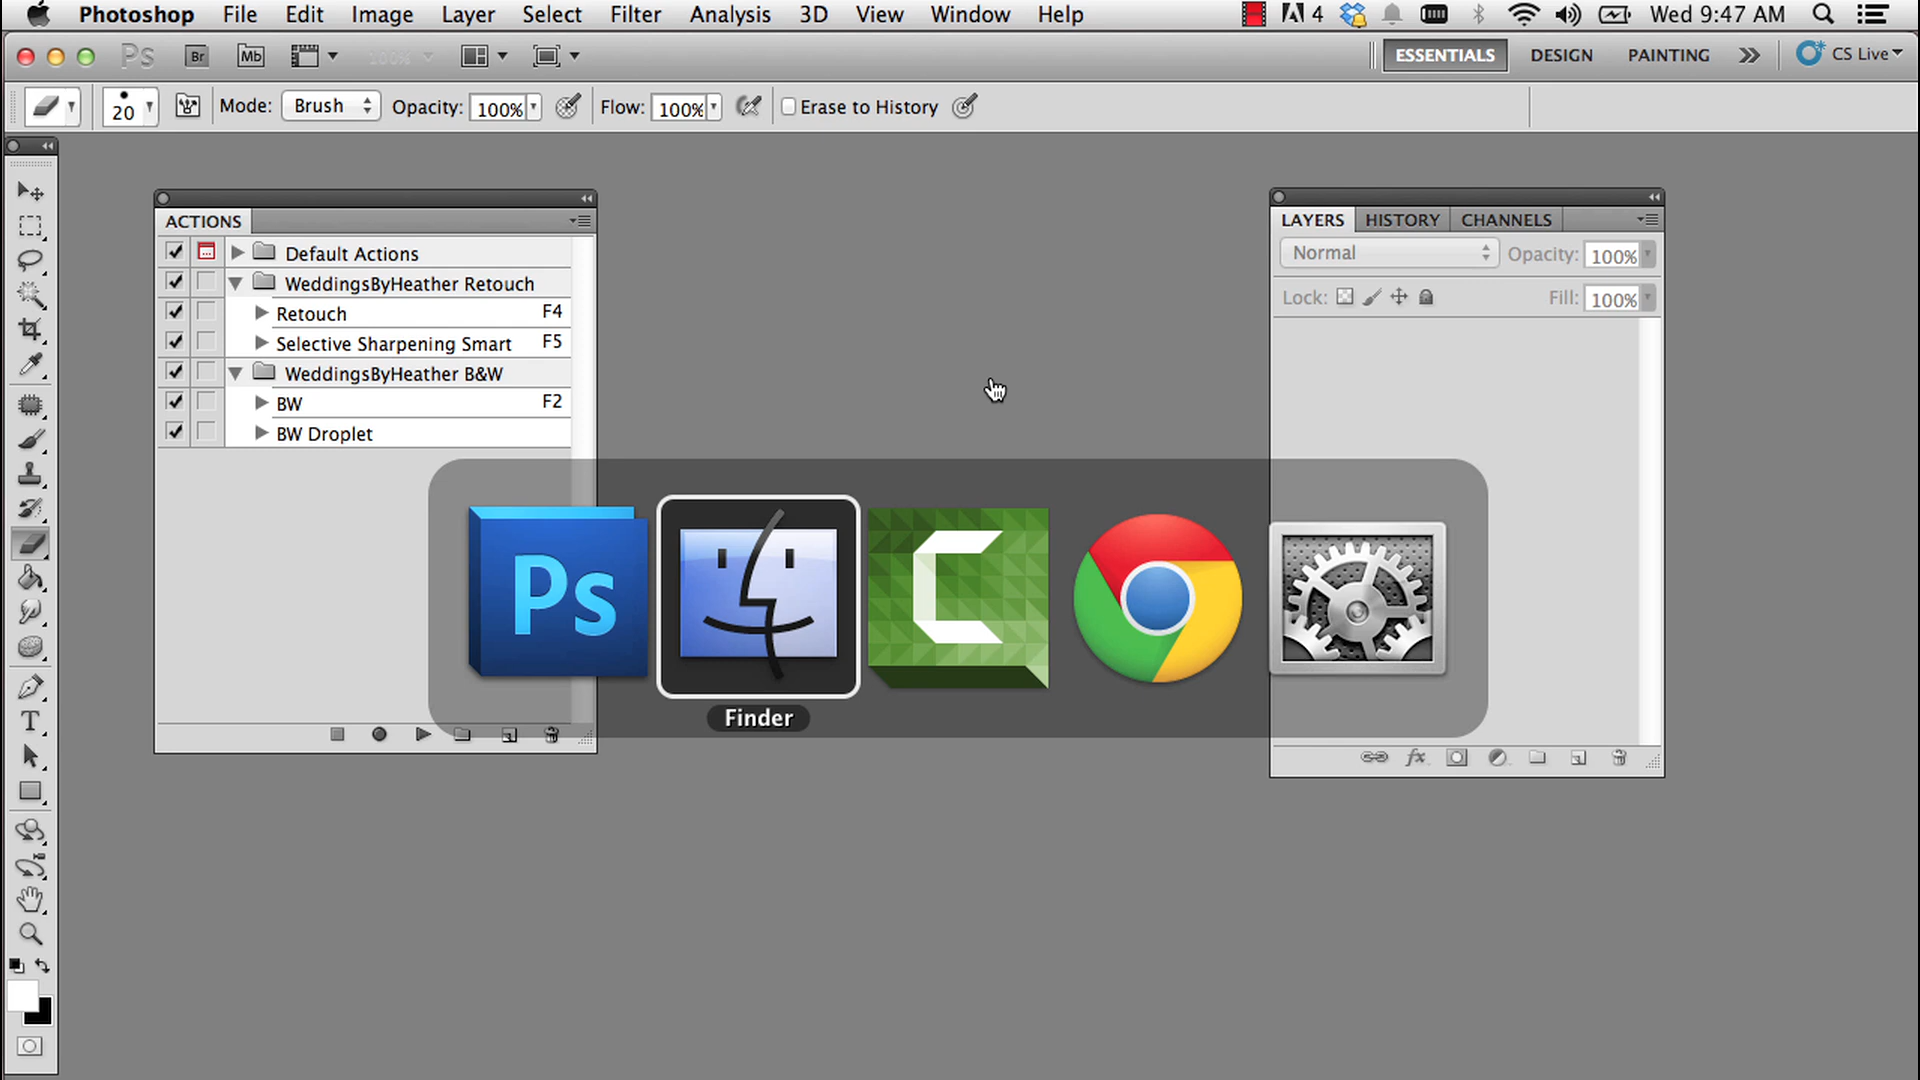 Photoshop File Edit Image Layer Select Filter Analysis 3D View Window Help 4 Wed 9:47 AM
Ps Br Mb 100% ESSENTIALS DESIGN PAINTING CS Live
20 Mode: Brush Opacity: 100% Flow: 100% Erase to History
ACTIONS
Default Actions
WeddingsByHeather Retouch
Retouch F4
Selective Sharpening Smart F5
WeddingsByHeather B&W
BW F2
BW Droplet
LAYERS HISTORY CHANNELS
Normal Opacity: 100%
Lock: Fill: 100%
Ps
Finder
T
fx